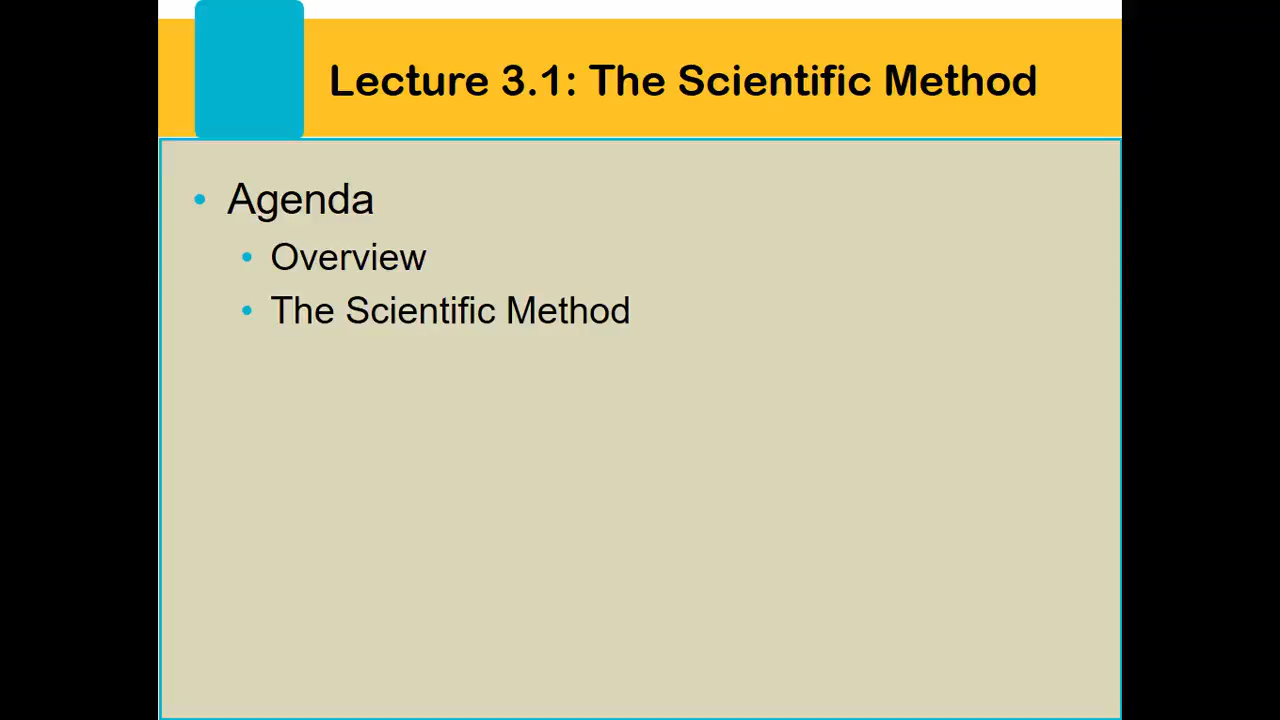 Lecture 3.1: The Scientific Method
• Agenda
• Overview
• The Scientific Method